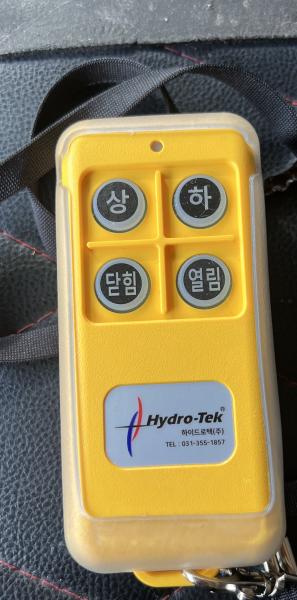 상 하
닫힘 열림
Hydro-Tek®
하이드로텍(주)
TEL : 031-355-1857